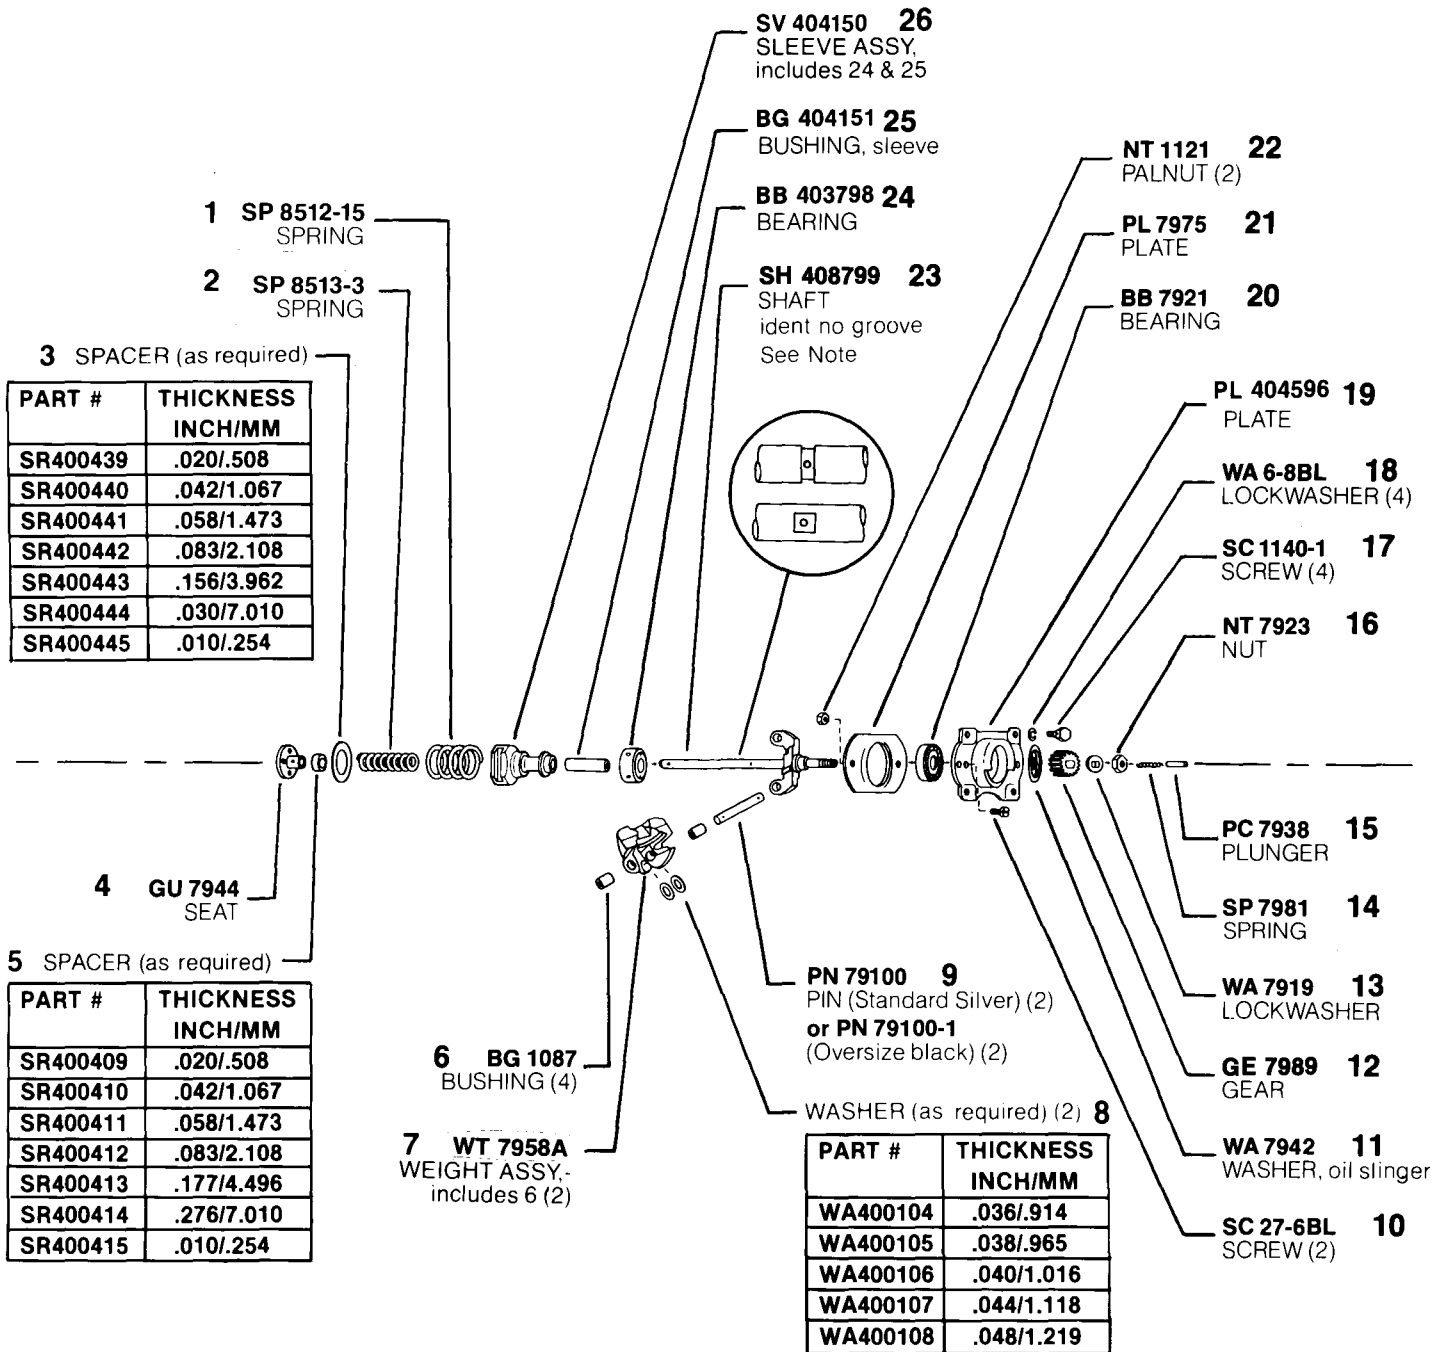 SV 404150 26
SLEEVE ASSY,
includes 24 & 25
BG 404151 25
BUSHING, sleeve
BB 403798 24
BEARING
SH 408799 23
SHAFT
ident no groove
See Note
NT 1121 22
PALNUT (2)
PL 7975 21
PLATE
BB 7921 20
BEARING
PL 404596 19
PLATE
WA 6-8BL 18
LOCKWASHER (4)
SC 1140-1 17
SCREW (4)
NT 7923 16
NUT
1 SP 8512-15
SPRING
2 SP 8513-3
SPRING
3 SPACER (as required)
PART # THICKNESS
INCH/MM
SR400439 .020/.508
SR400440 .042/1.067
SR400441 .058/1.473
SR400442 .083/2.108
SR400443 .156/3.962
SR400444 .030/7.010
SR400445 .010/.254
4 GU 7944
SEAT
5 SPACER (as required)
PART # THICKNESS
INCH/MM
SR400409 .020/.508
SR400410 .042/1.067
SR400411 .058/1.473
SR400412 .083/2.108
SR400413 .177/4.496
SR400414 .276/7.010
SR400415 .010/.254
6 BG 1087
BUSHING (4)
7 WT 7958A
WEIGHT ASSY,-
includes 6 (2)
PN 79100 9
PIN (Standard Silver) (2)
or PN 79100-1
(Oversize black) (2)
WASHER (as required) (2) 8
PART # THICKNESS
INCH/MM
WA400104 .036/.914
WA400105 .038/.965
WA400106 .040/1.016
WA400107 .044/1.118
WA400108 .048/1.219
PC 7938 15
PLUNGER
SP 7981 14
SPRING
WA 7919 13
LOCKWASHER
GE 7989 12
GEAR
WA 7942 11
WASHER, oil slinger
SC 27-6BL 10
SCREW (2)